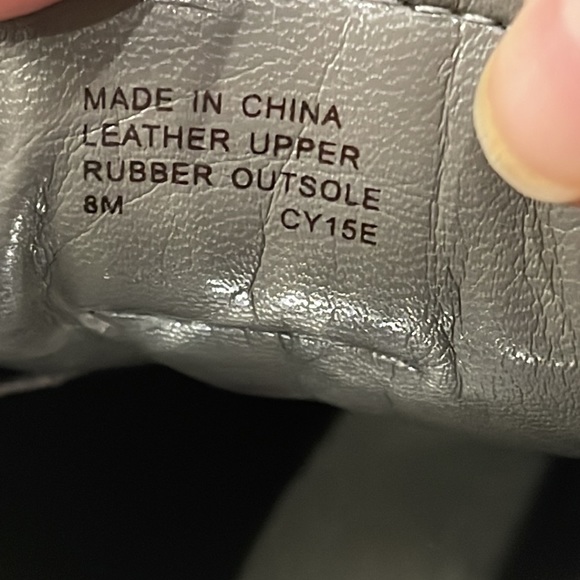 MADE IN CHINA
LEATHER UPPER
RUBBER OUTSOLE
8M CY15E